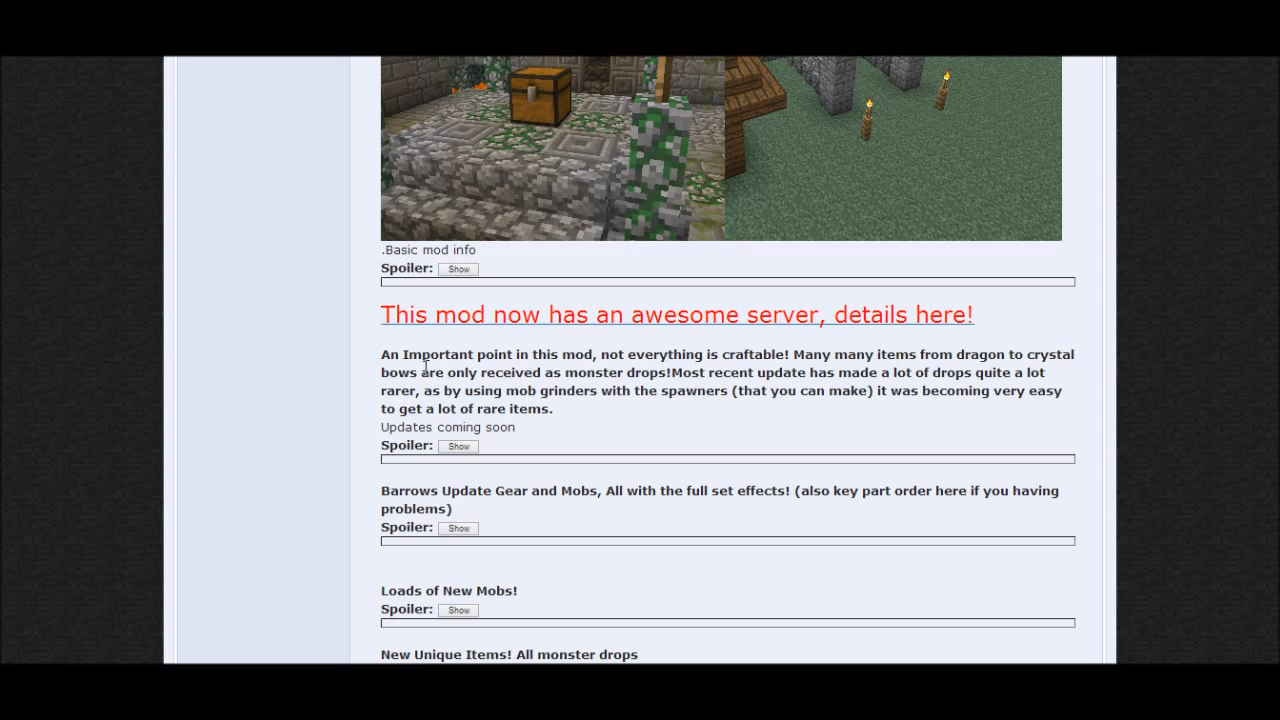 .Basic mod info
Spoiler: Show
This mod now has an awesome server, details here!
An Important point in this mod, not everything is craftable! Many many items from dragon to crystal
bows are only received as monster drops!Most recent update has made a lot of drops quite a lot
rarer, as by using mob grinders with the spawners (that you can make) it was becoming very easy
to get a lot of rare items.
Updates coming soon
Spoiler: Show
Barrows Update Gear and Mobs, All with the full set effects! (also key part order here if you having
problems)
Spoiler: Show
Loads of New Mobs!
Spoiler: Show
New Unique Items! All monster drops